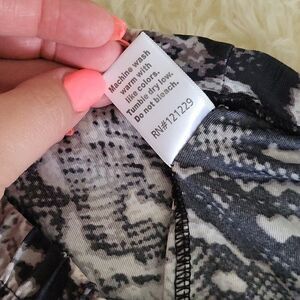 Machine wash
warm with
like colors.
Tumble dry low.
Do not bleach.
RN#121229